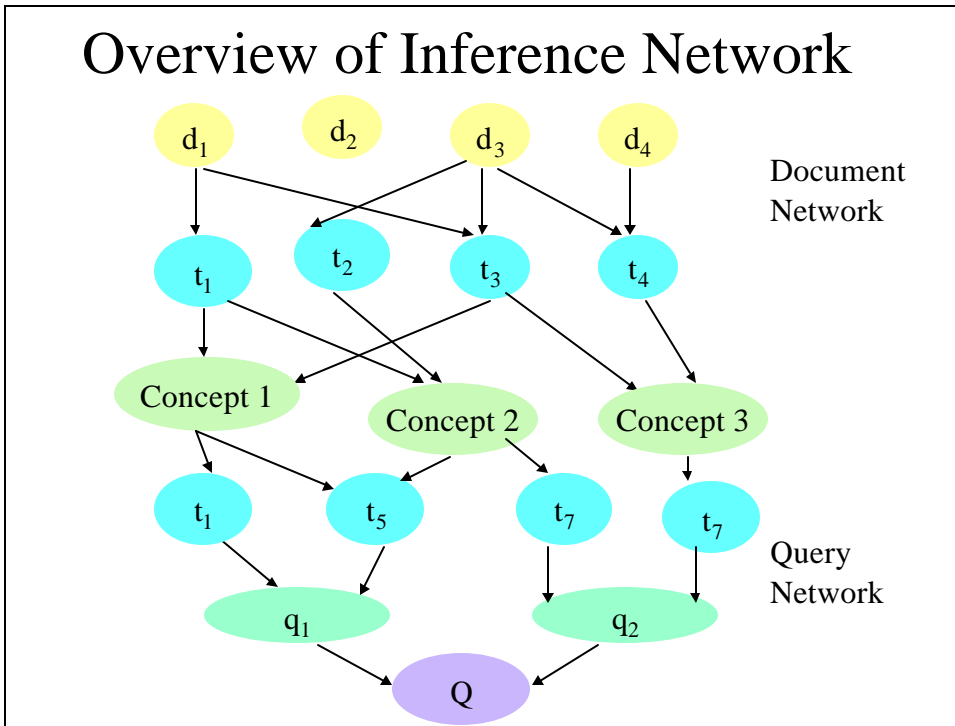 Overview of Inference Network
d₁ d₂ d₃ d₄
Document
Network
t₁ t₂ t₃ t₄
Concept 1 Concept 2 Concept 3
t₁ t₅ t₇ t₇
Query
Network
q₁ q₂
Q